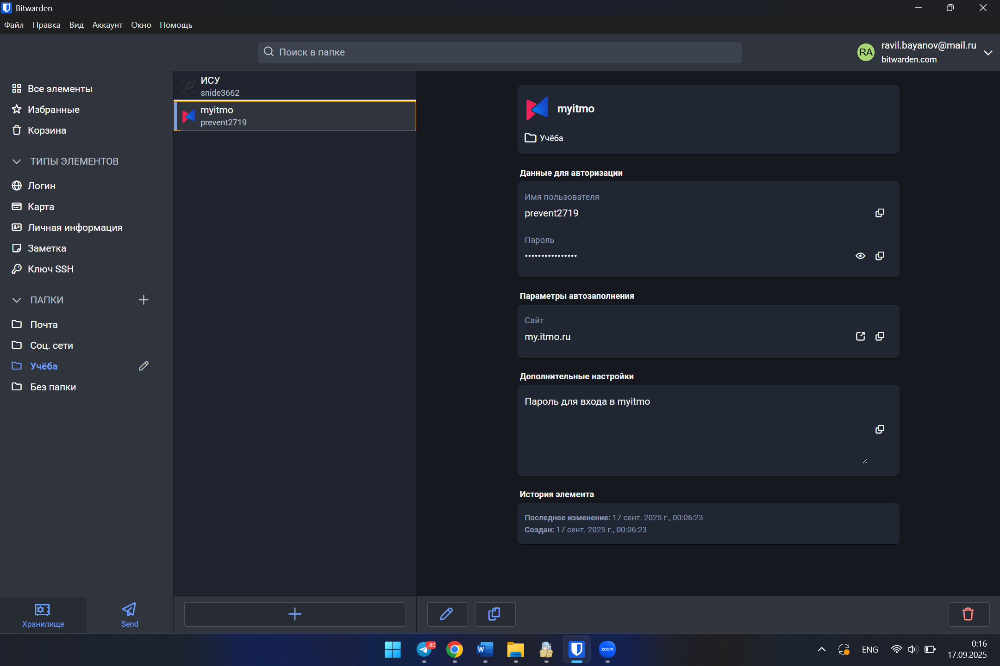 Bitwarden
Файл Правка Вид Аккаунт Окно Помощь
Поиск в папке
RA
ravil.bayanov@mail.ru
bitwarden.com
Все элементы
Избранные
Корзина
ТИПЫ ЭЛЕМЕНТОВ
Логин
Карта
Личная информация
Заметка
Ключ SSH
ПАПКИ
Почта
Соц. сети
Учёба
Без папки
Хранилище
Send
ИСУ
snide3662
myitmo
prevent2719
myitmo
Учёба
Данные для авторизации
Имя пользователя
prevent2719
Пароль
••••••••••••••••
Параметры автозаполнения
Сайт
my.itmo.ru
Дополнительные настройки
Пароль для входа в myitmo
История элемента
Последнее изменение: 17 сент. 2025 г., 00:06:23
Создан: 17 сент. 2025 г., 00:06:23
..80
W
zoom
ENG
0:16
17.09.2025